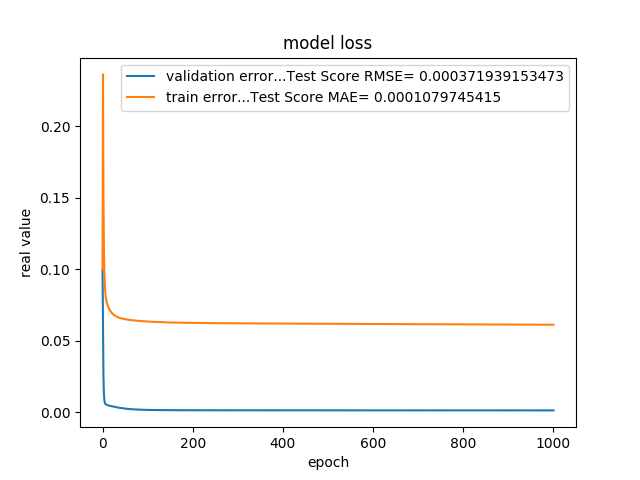 model loss
validation error...Test Score RMSE= 0.000371939153473
train error...Test Score MAE= 0.0001079745415
real value
0.20
0.15
0.10
0.05
0.00
0 200 400 600 800 1000
epoch